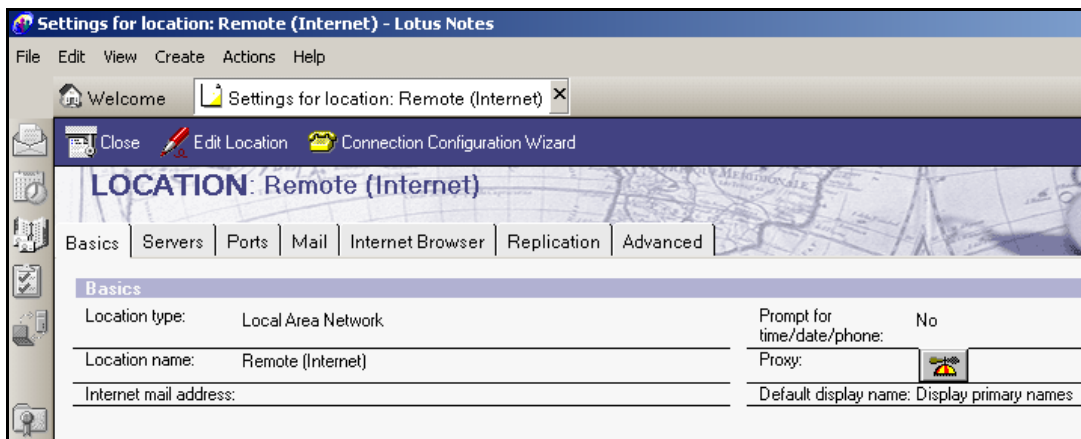 Settings for location: Remote (Internet) - Lotus Notes
File Edit View Create Actions Help
Welcome Settings for location: Remote (Internet)
Close Edit Location Connection Configuration Wizard
LOCATION: Remote (Internet)
Basics Servers Ports Mail Internet Browser Replication Advanced
Basics
Location type: Local Area Network
Prompt for
time/date/phone: No
Location name: Remote (Internet)
Proxy:
Internet mail address:
Default display name: Display primary names